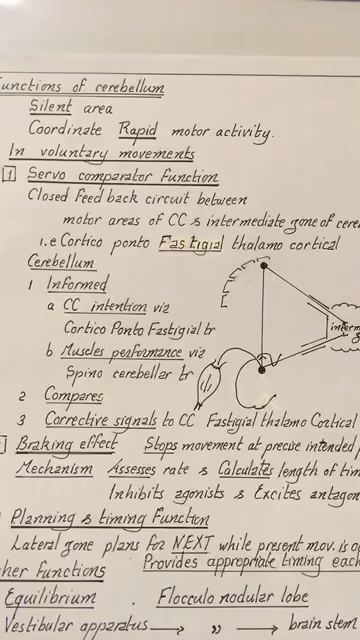 Functions of cerebellum
Silent area
Coordinate Rapid motor activity.
In voluntary movements
1 Servo comparator function
Closed feed back circuit between
motor areas of CC & intermediate zone of cere
i.e Cortico ponto Fastigial thalamo cortical
Cerebellum
1 Informed
a CC intention via
Cortico Ponto Fastigial tr
b Muscles performance via
Spino cerebellar tr
interm
2 Compares
3 Corrective signals to CC Fastigial thalamo Cortical
Braking effect Stops movement at precise intended
Mechanism Assesses rate & Calculates length of tim
Inhibits agonists & Excites antagon
Planning & timing Function
Lateral zone plans for NEXT while present mov. is
Provides appropriate timing each
her functions
Equilibrium . Flocculo nodular lobe
Vestibular apparatus → " → brain stem